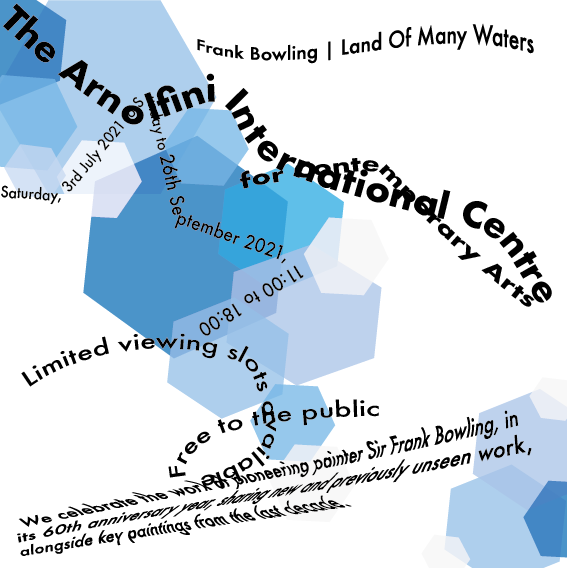 Frank Bowling | Land Of Many Waters
The Arnolfini International Centre
for Contemporary Arts
Saturday, 3rd July 2021 to
Sunday to 26th September 2021,
11:00 to 18:00
Limited viewing slots available
Free to the public
We celebrate the work of pioneering painter Sir Frank Bowling, in
its 60th anniversary year, sharing new and previously unseen work,
alongside key paintings from the last decade.